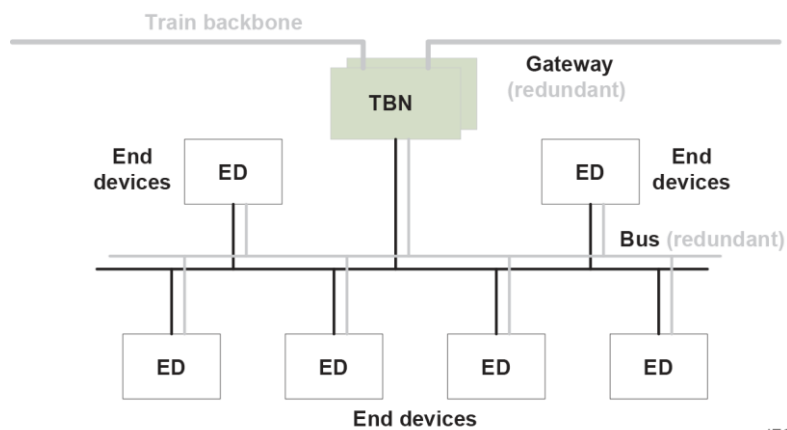 Train backbone
Gateway
(redundant)
TBN
End
devices
ED
ED
End
devices
Bus (redundant)
ED
ED
ED
ED
End devices